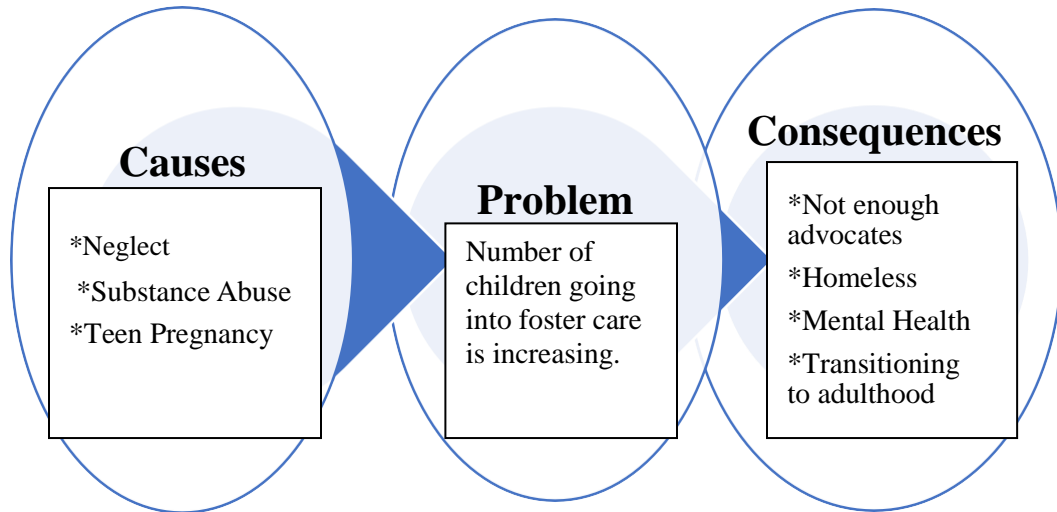 Causes
*Neglect
*Substance Abuse
*Teen Pregnancy
Problem
Number of
children going
into foster care
is increasing.
Consequences
*Not enough
advocates
*Homeless
*Mental Health
*Transitioning
to adulthood